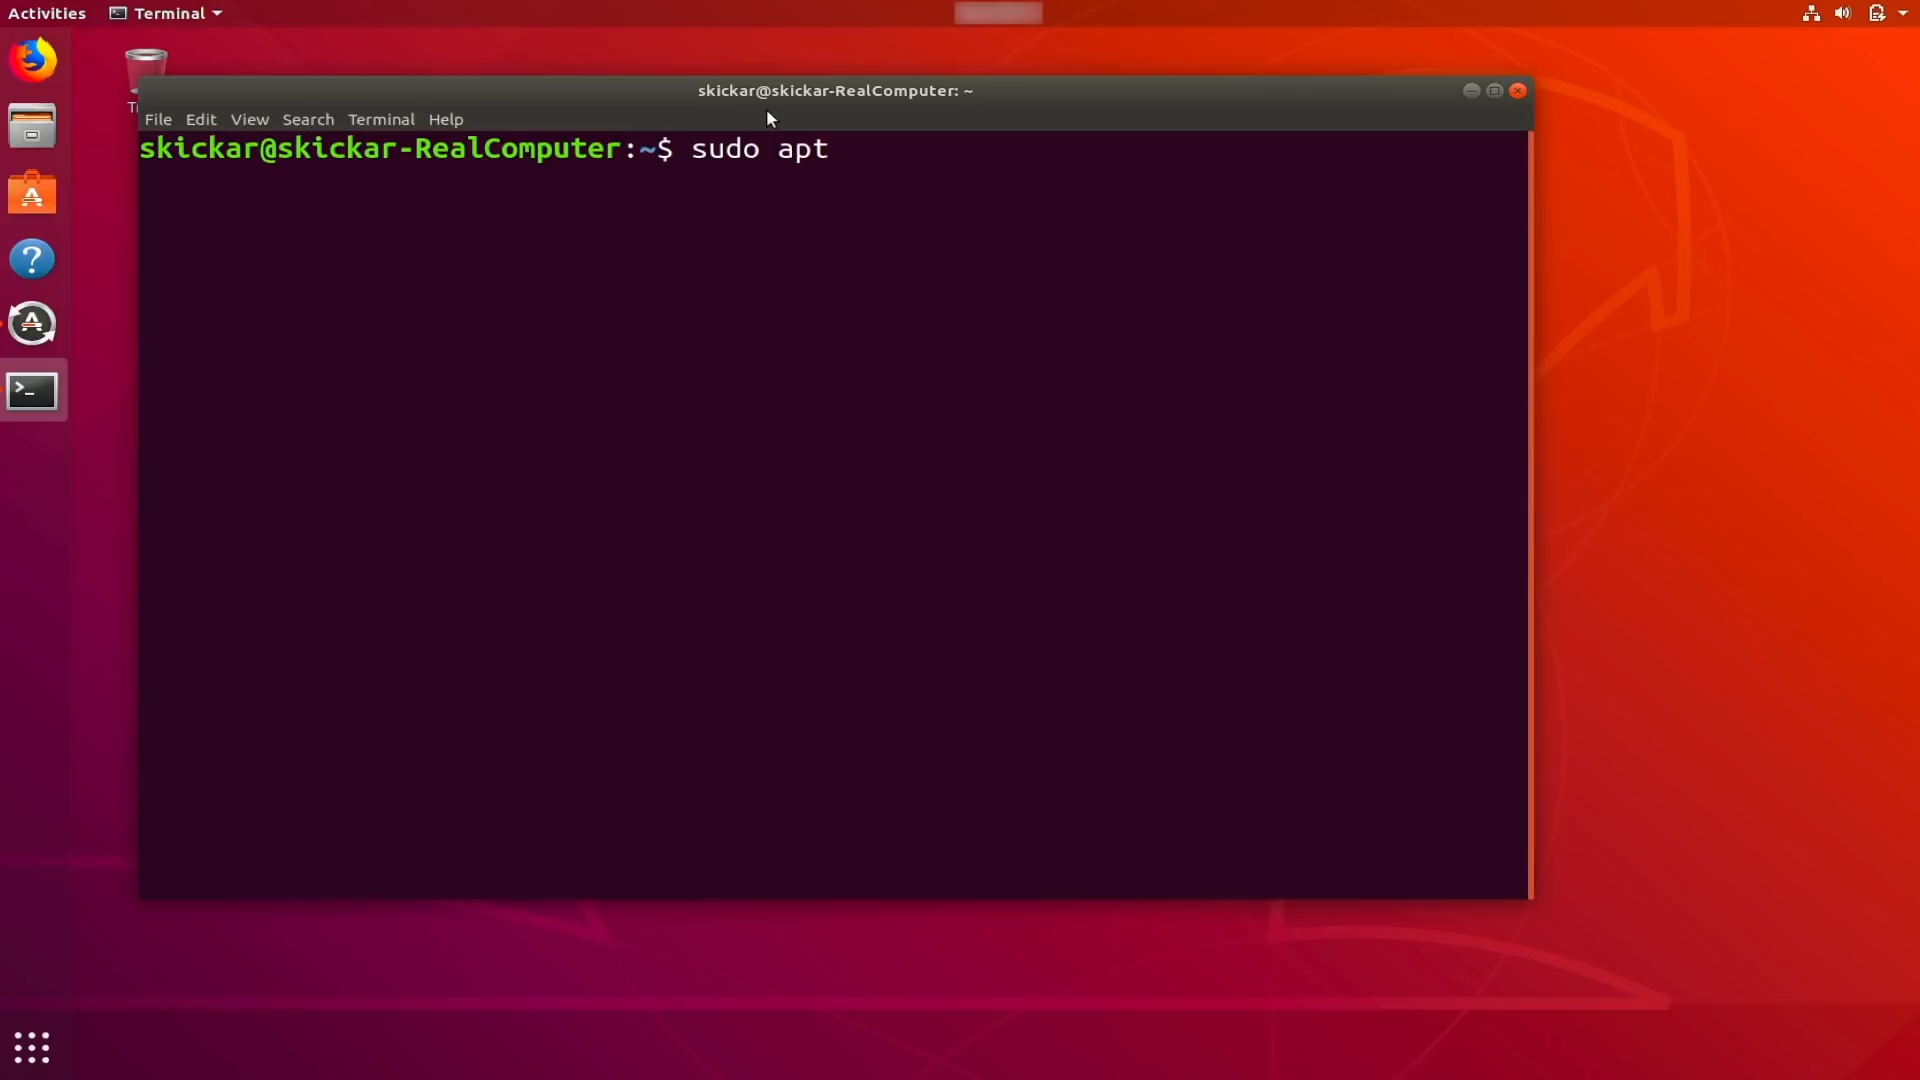 Activities Terminal
skickar@skickar-RealComputer: ~
File Edit View Search Terminal Help
skickar@skickar-RealComputer:~$ sudo apt